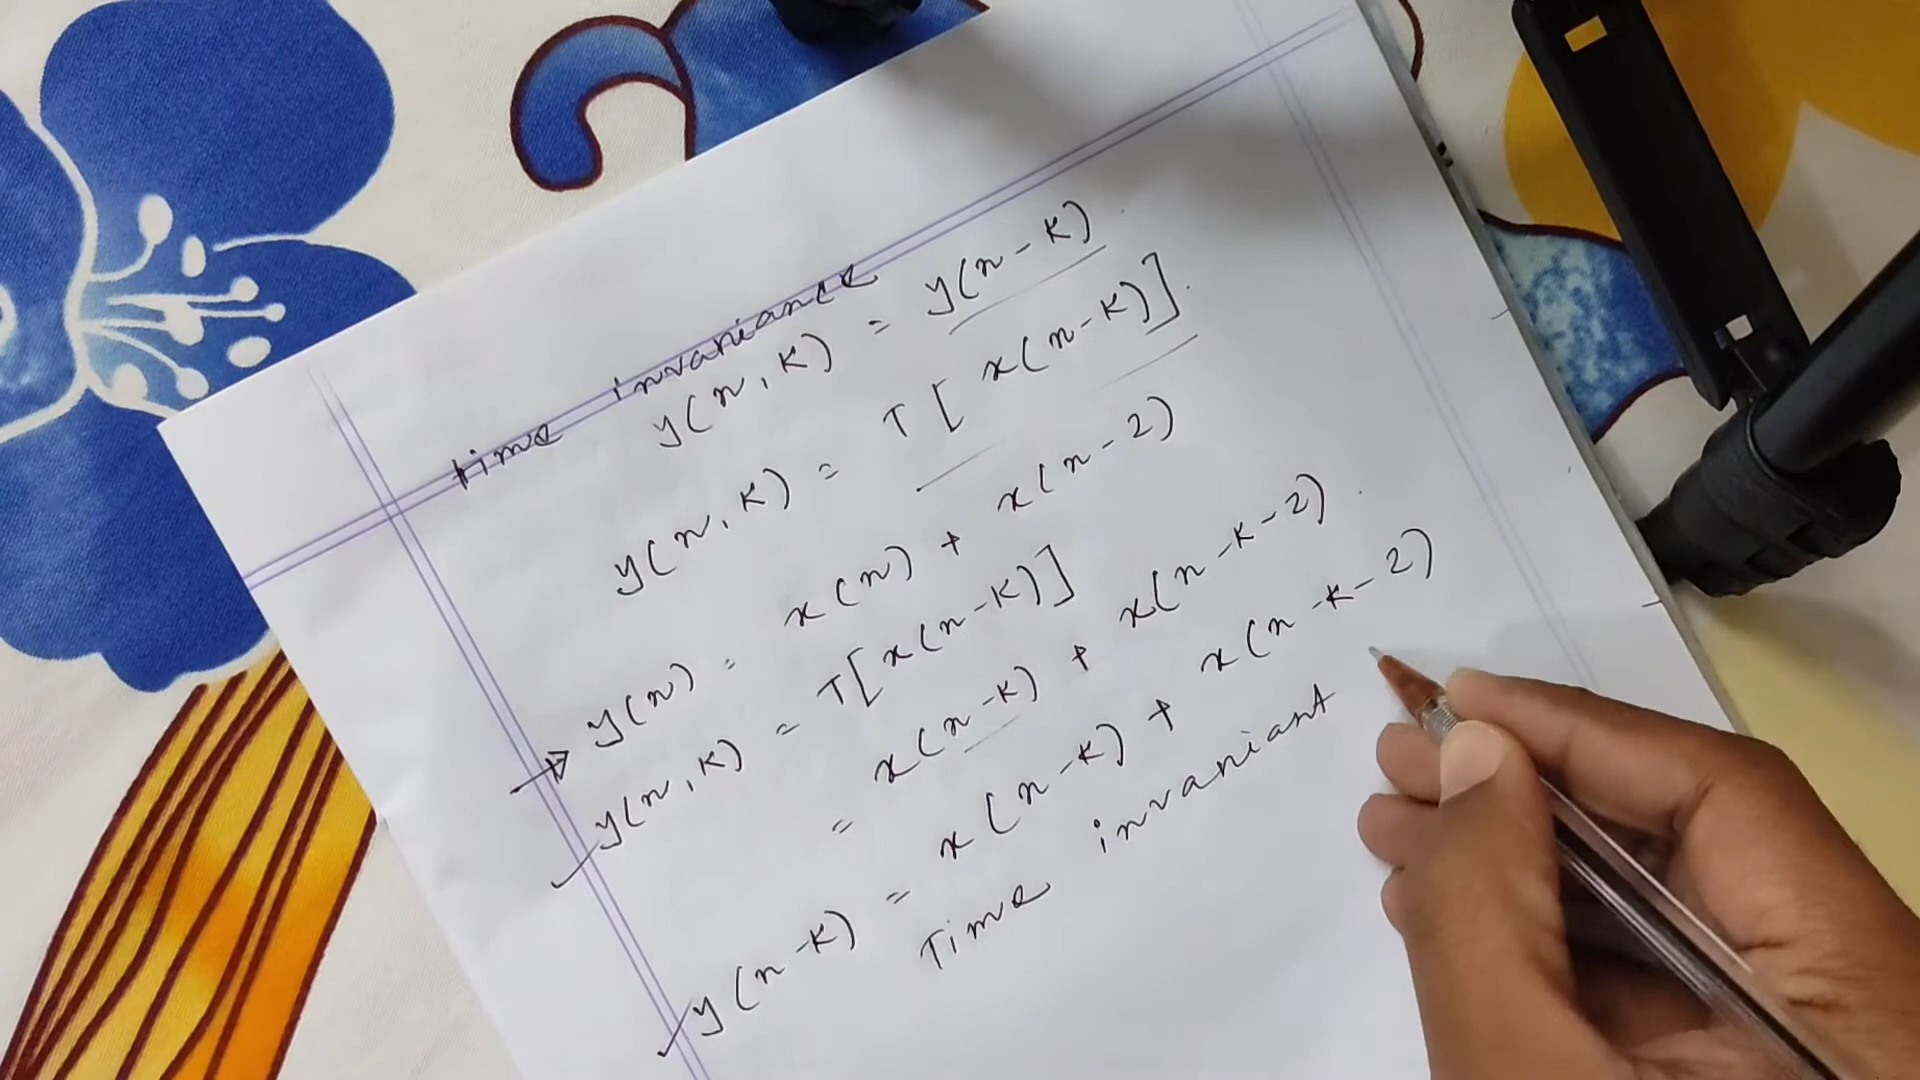 Time invariance
y(n,k) = y(n-k)
y(n,k) = T[x(n-k)]
y(n) = x(n) + x(n-2)
y(n,k) = T[x(n-k)]
= x(n-k) + x(n-k-2)
y(n-k) = x(n-k) + x(n-k-2)
Time invariant